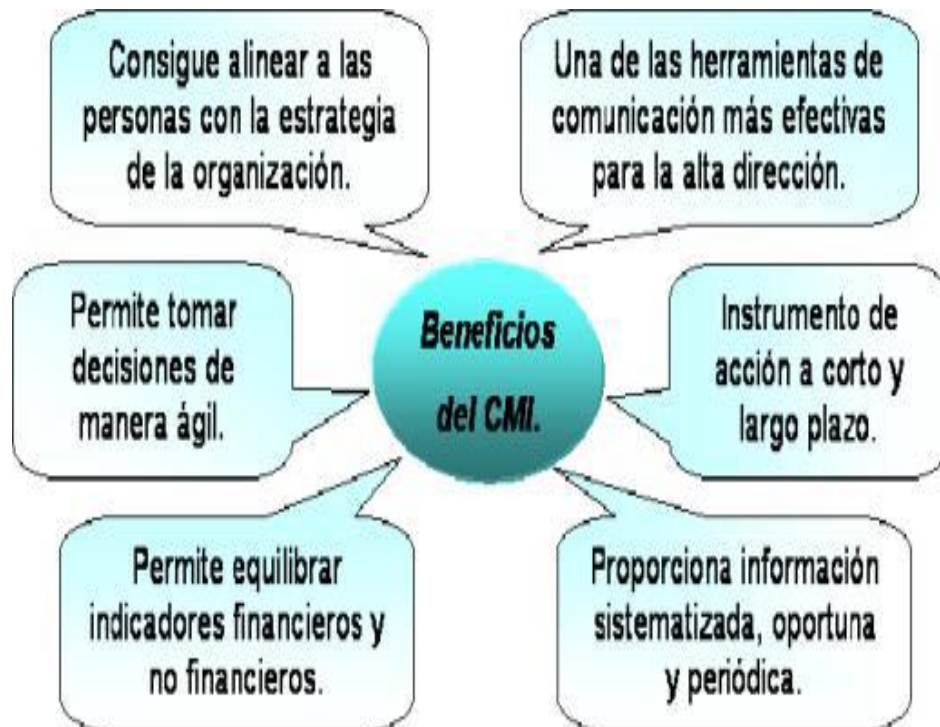 Consigue alinear a las
personas con la estrategia
de la organización.
Una de las herramientas de
comunicación más efectivas
para la alta dirección.
Permite tomar
decisiones de
manera ágil.
Beneficios
del CMI.
Instrumento de
acción a corto y
largo plazo.
Permite equilibrar
indicadores financieros y
no financieros.
Proporciona información
sistematizada, oportuna
y periódica.